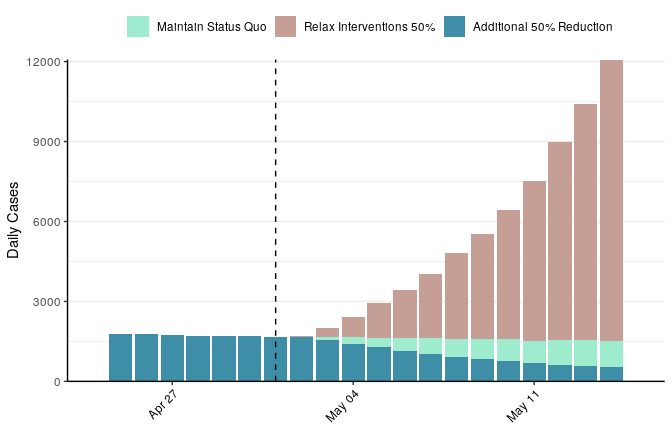 Maintain Status Quo Relax Interventions 50% Additional 50% Reduction
12000
9000
6000
3000
0
Daily Cases
Apr 27
May 04
May 11